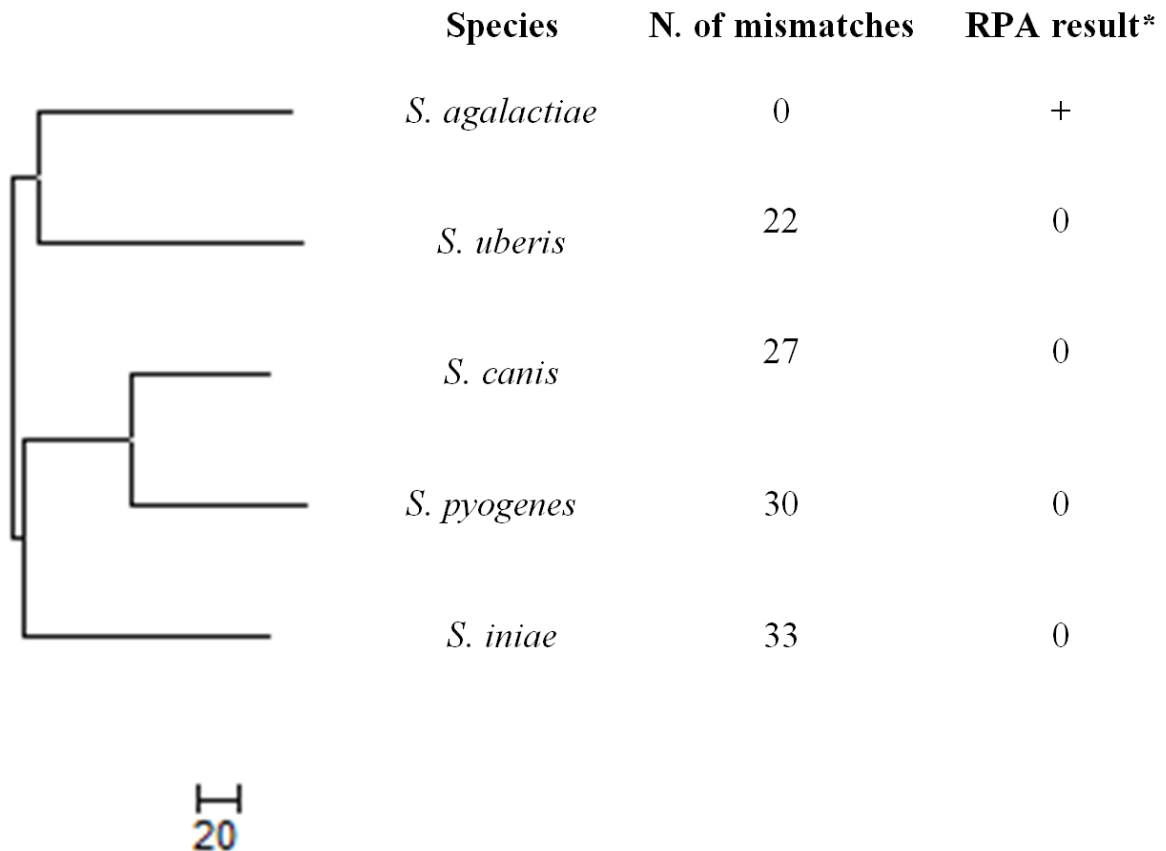 Species N. of mismatches RPA result*
S. agalactiae 0 +
S. uberis 22 0
S. canis 27 0
S. pyogenes 30 0
S. iniae 33 0
20